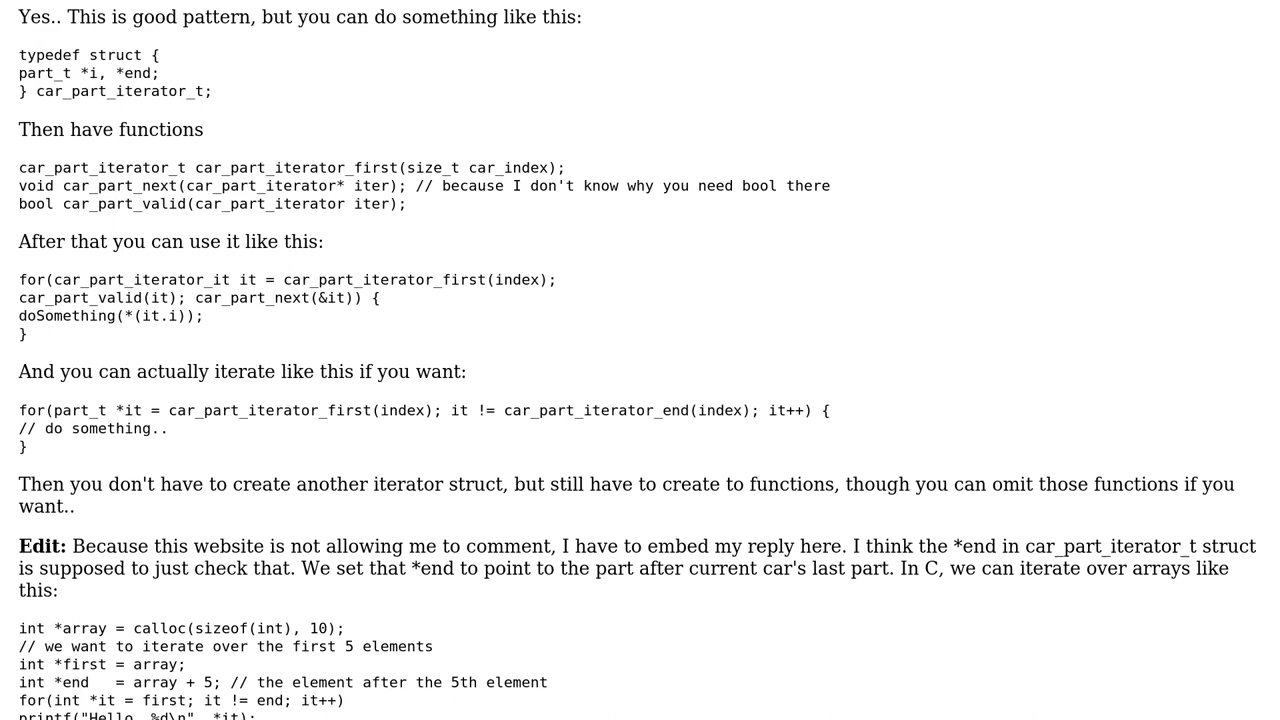 Yes.. This is good pattern, but you can do something like this:
typedef struct {
part_t *i, *end;
} car_part_iterator_t;
Then have functions
car_part_iterator_t car_part_iterator_first(size_t car_index);
void car_part_next(car_part_iterator* iter); // because I don't know why you need bool there
bool car_part_valid(car_part_iterator iter);
After that you can use it like this:
for(car_part_iterator_it it = car_part_iterator_first(index);
car_part_valid(it); car_part_next(&it)) {
doSomething(*(it.i));
}
And you can actually iterate like this if you want:
for(part_t *it = car_part_iterator_first(index); it != car_part_iterator_end(index); it++) {
// do something..
}
Then you don't have to create another iterator struct, but still have to create to functions, though you can omit those functions if you
want..
Edit: Because this website is not allowing me to comment, I have to embed my reply here. I think the *end in car_part_iterator_t struct
is supposed to just check that. We set that *end to point to the part after current car's last part. In C, we can iterate over arrays like
this:
int *array = calloc(sizeof(int), 10);
// we want to iterate over the first 5 elements
int *first = array;
int *end   = array + 5; // the element after the 5th element
for(int *it = first; it != end; it++)
printf("Hello, %d\n", *it);